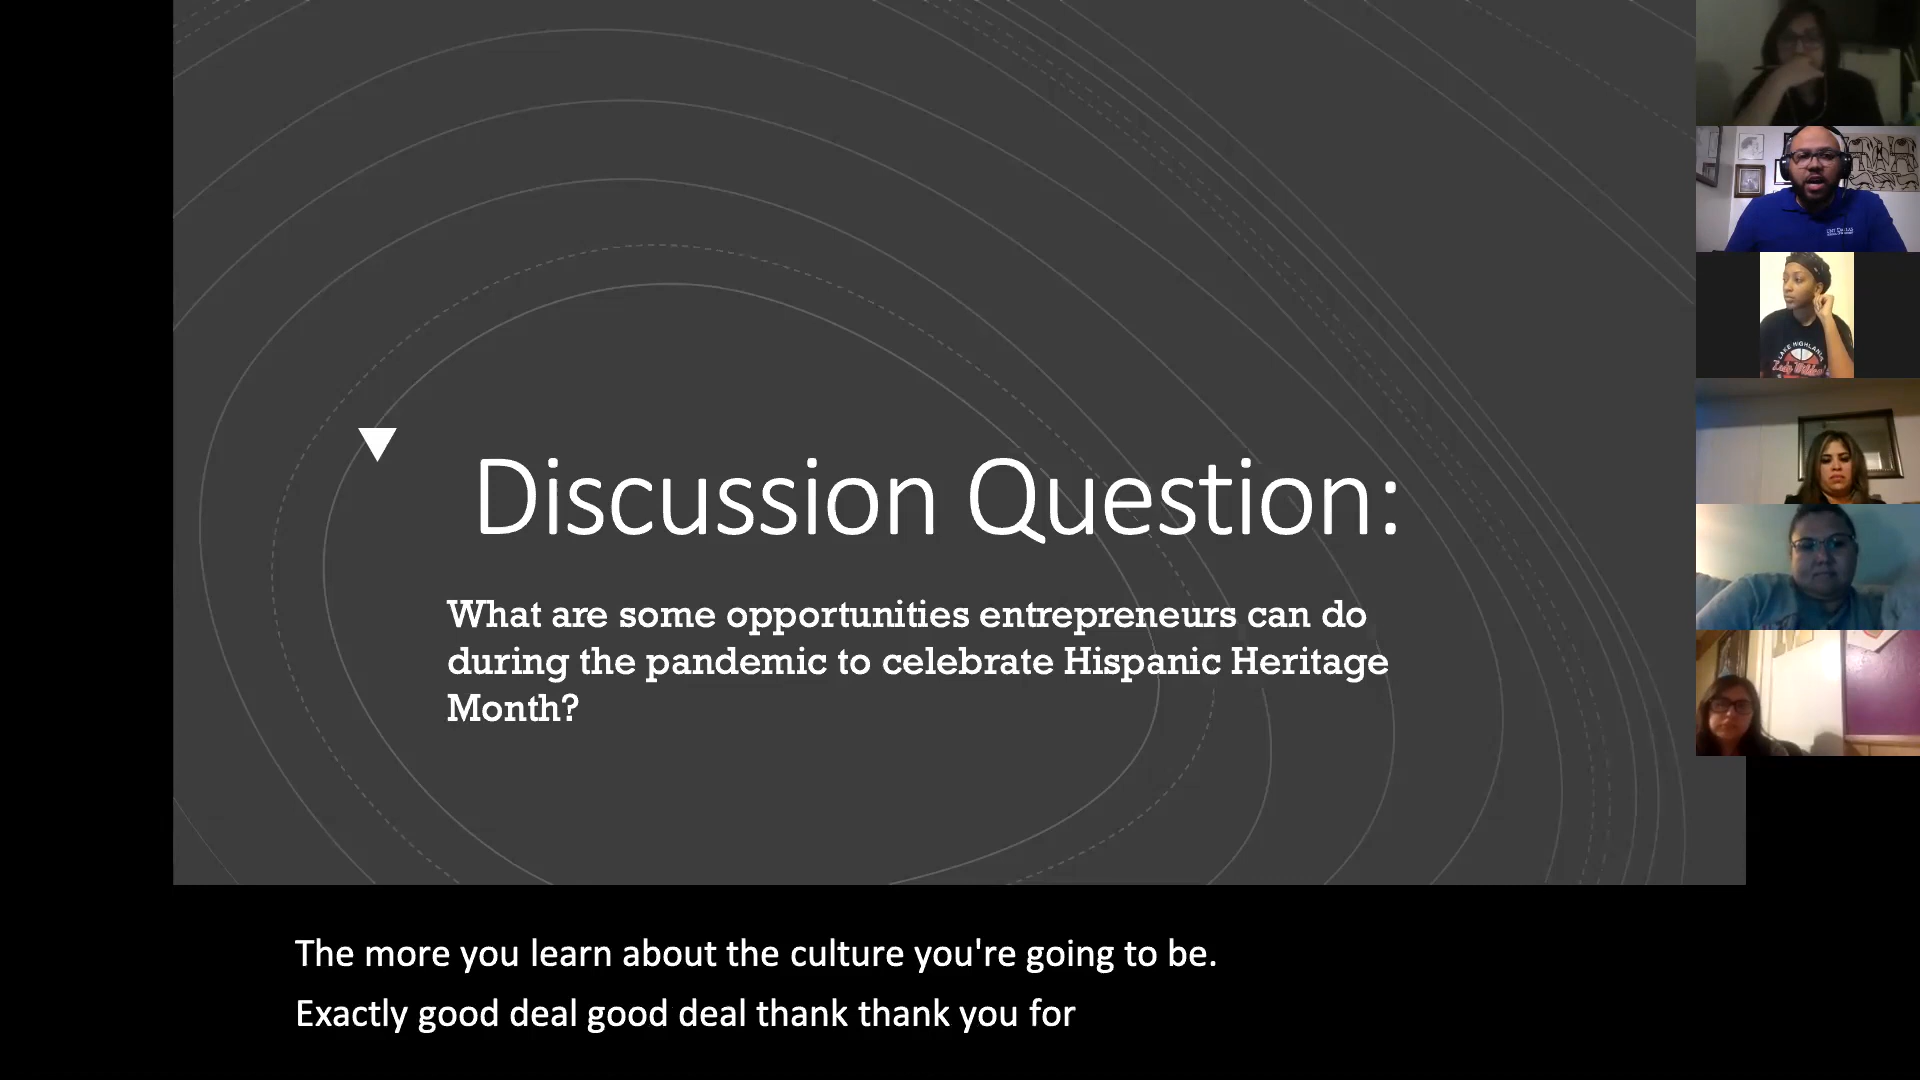 Discussion Question:
What are some opportunities entrepreneurs can do
during the pandemic to celebrate Hispanic Heritage
Month?
LAKE HIGHLAND
The more you learn about the culture you're going to be.
Exactly good deal good deal thank thank you for